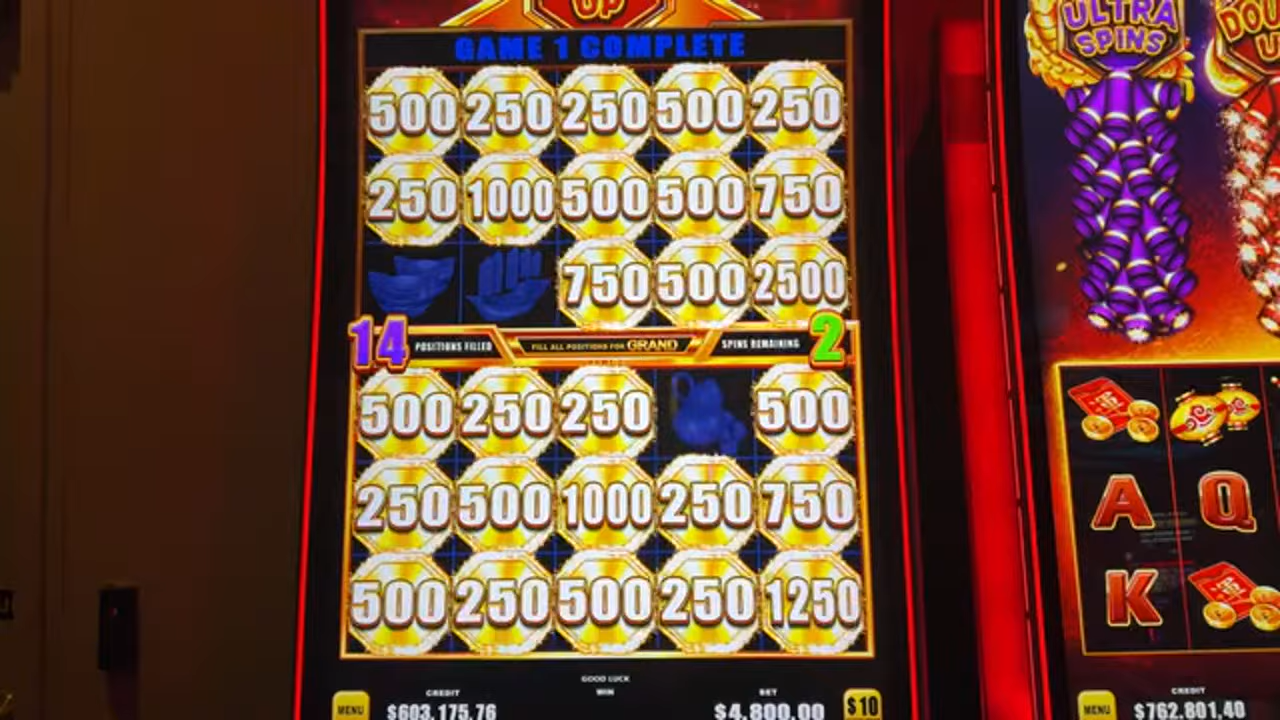 UP
GAME 1 COMPLETE
500 250 250 500 250
250 1000 500 500 750
750 500 2500
14 POSITIONS FILLED FILL ALL POSITIONS FOR GRAND SPINS REMAINING 2
500 250 250 500
250 500 1000 250 750
500 250 500 250 1250
GOOD LUCK
MENU CREDIT WIN BET $10
$603,175.76 $4,800.00
ULTRA
SPINS
A Q
K
MENU CREDIT
$762,801.40